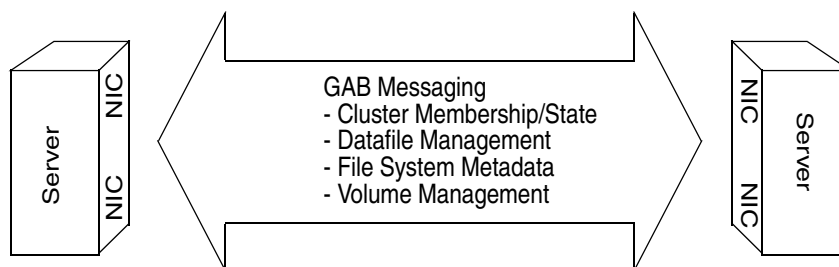 Server
NIC
NIC
GAB Messaging
- Cluster Membership/State
- Datafile Management
- File System Metadata
- Volume Management
NIC
NIC
Server